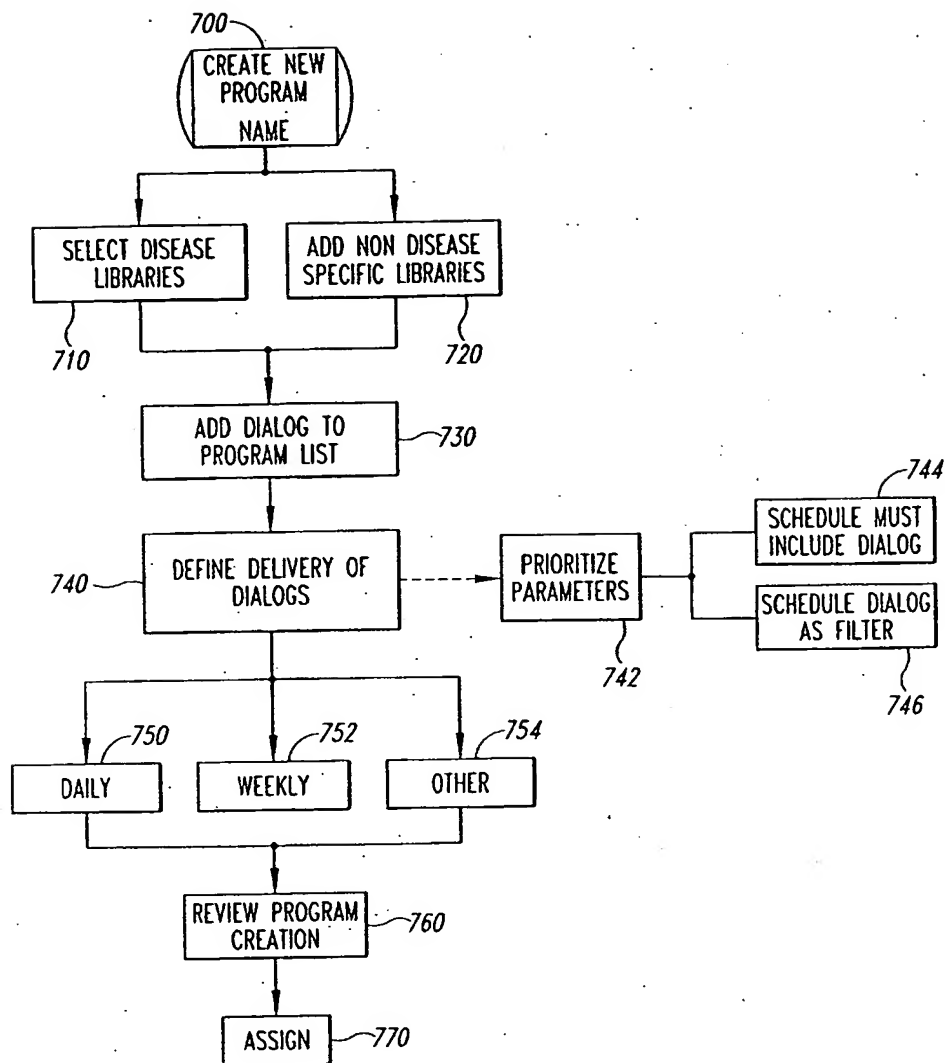 700
CREATE NEW
PROGRAM
NAME
SELECT DISEASE
LIBRARIES
710
ADD NON DISEASE
SPECIFIC LIBRARIES
720
ADD DIALOG TO
PROGRAM LIST
730
740
DEFINE DELIVERY OF
DIALOGS
PRIORITIZE
PARAMETERS
742
744
SCHEDULE MUST
INCLUDE DIALOG
SCHEDULE DIALOG
AS FILTER
746
750
DAILY
752
WEEKLY
754
OTHER
REVIEW PROGRAM
CREATION
760
ASSIGN
770